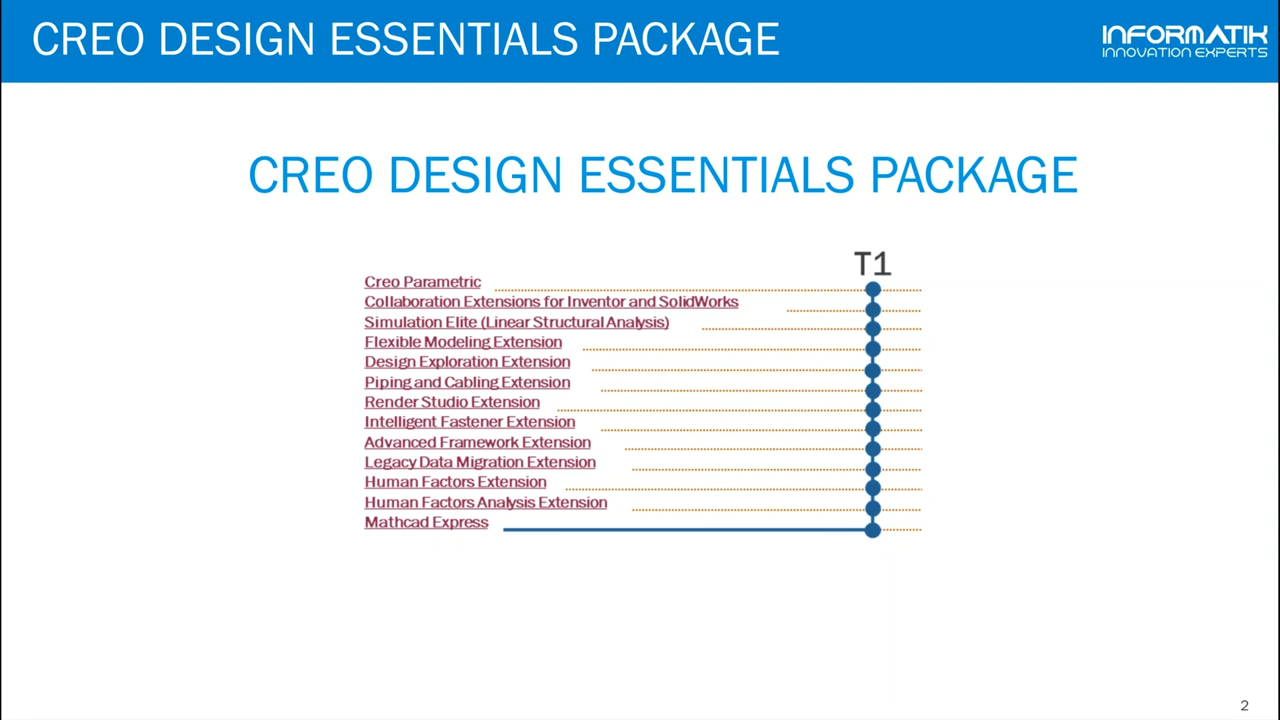 CREO DESIGN ESSENTIALS PACKAGE
INFORMATIK
INNOVATION EXPERTS
CREO DESIGN ESSENTIALS PACKAGE
T1
Creo Parametric
Collaboration Extensions for Inventor and SolidWorks
Simulation Elite (Linear Structural Analysis)
Flexible Modeling Extension
Design Exploration Extension
Piping and Cabling Extension
Render Studio Extension
Intelligent Fastener Extension
Advanced Framework Extension
Legacy Data Migration Extension
Human Factors Extension
Human Factors Analysis Extension
Mathcad Express
2